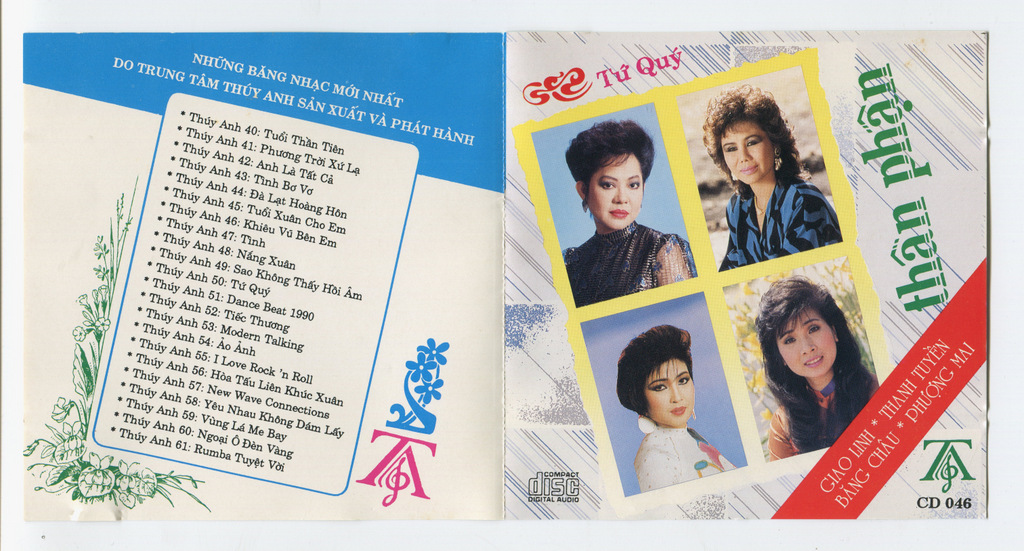 NHỮNG BĂNG NHẠC MỚI NHẤT
DO TRUNG TÂM THÚY ANH SẢN XUẤT VÀ PHÁT HÀNH
* Thúy Anh 40: Tuổi Thần Tiên
* Thúy Anh 41: Phương Trời Xứ Lạ
* Thúy Anh 42: Anh Là Tất Cả
* Thúy Anh 43: Tình Bơ Vơ
* Thúy Anh 44: Đà Lạt Hoàng Hôn
* Thúy Anh 45: Tuổi Xuân Cho Em
* Thúy Anh 46: Khiêu Vũ Bên Em
* Thúy Anh 47: Tình
* Thúy Anh 48: Nắng Xuân
* Thúy Anh 49: Sao Không Thấy Hồi Âm
* Thúy Anh 50: Tứ Quý
* Thúy Anh 51: Dance Beat 1990
* Thúy Anh 52: Tiếc Thương
* Thúy Anh 53: Modern Talking
* Thúy Anh 54: Ảo Ảnh
* Thúy Anh 55: I Love Rock 'n Roll
* Thúy Anh 56: Hòa Tấu Liên Khúc Xuân
* Thúy Anh 57: New Wave Connections
* Thúy Anh 58: Yêu Nhau Không Dám Lấy
* Thúy Anh 59: Vùng Lá Me Bay
* Thúy Anh 60: Ngoại Ô Đèn Vàng
* Thúy Anh 61: Rumba Tuyệt Vời
TA
Tứ Quý
thân phận
GIAO LINH * THANH TUYỀN
BĂNG CHÂU * PHƯỢNG MAI
COMPACT
disc
DIGITAL AUDIO
TA
CD 046